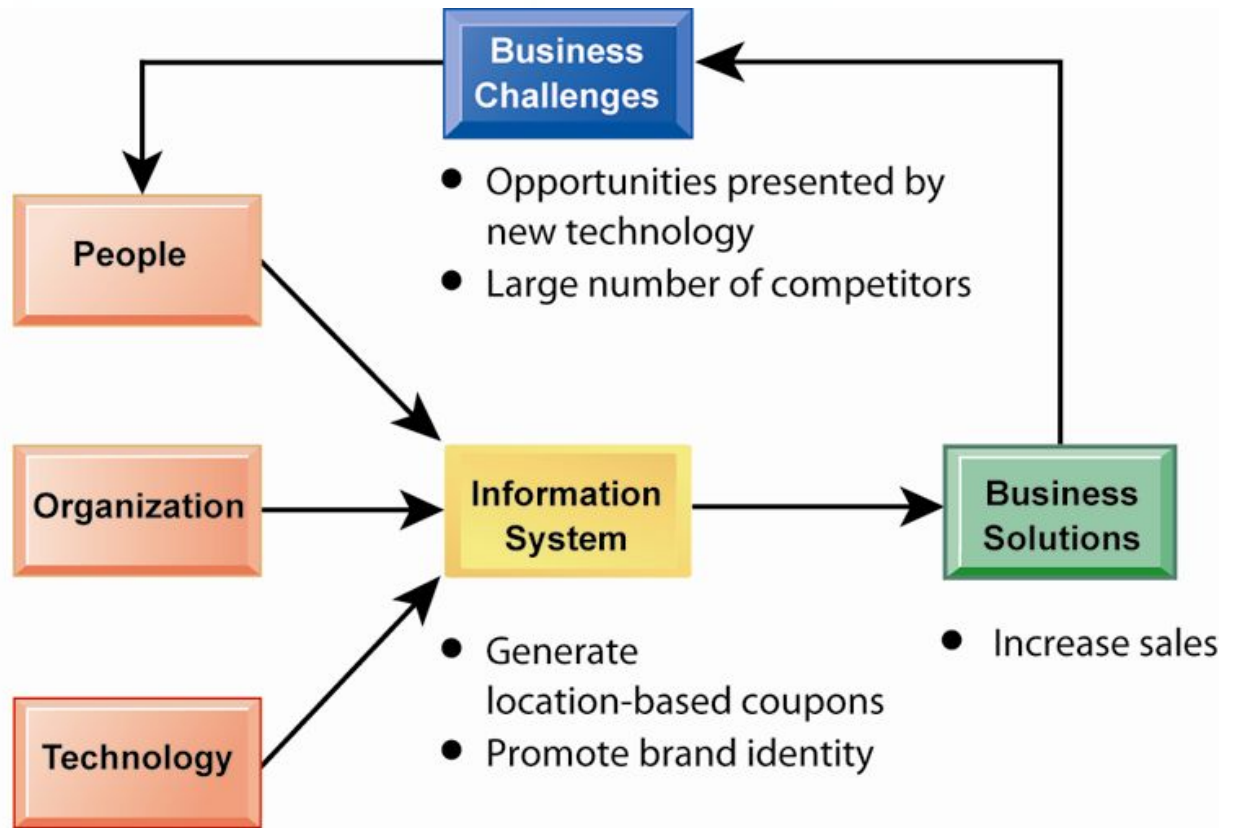 Business
Challenges
• Opportunities presented by
new technology
• Large number of competitors
People
Organization
Technology
Information
System
• Generate
location-based coupons
• Promote brand identity
Business
Solutions
• Increase sales